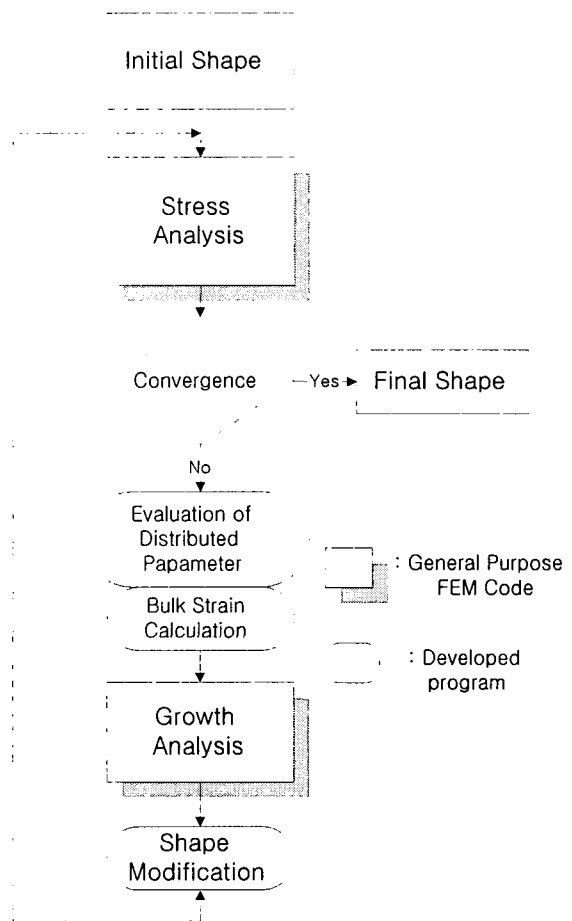 Initial Shape
Stress
Analysis
Convergence
Yes
Final Shape
No
Evaluation of
Distributed
Papameter
Bulk Strain
Calculation
: General Purpose
FEM Code
: Developed
program
Growth
Analysis
Shape
Modification